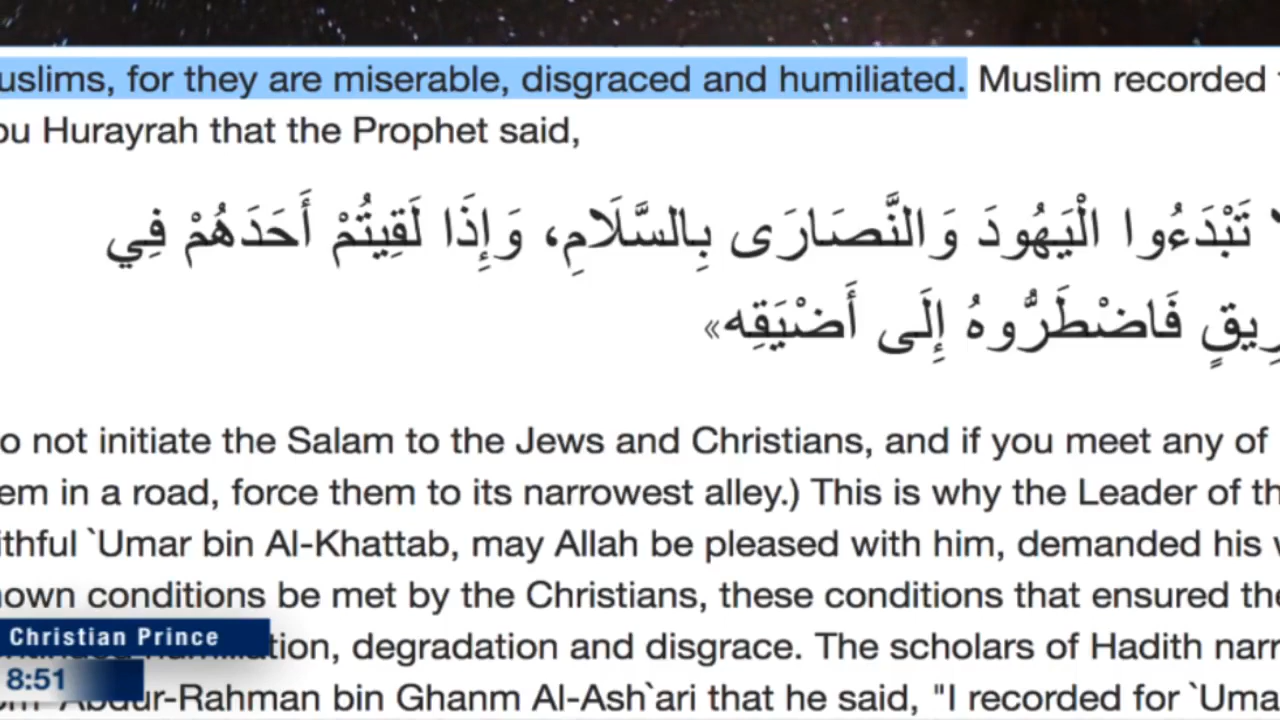 uslims, for they are miserable, disgraced and humiliated. Muslim recorded
ou Hurayrah that the Prophet said,
تَبْدَءُوا الْيَهُودَ وَالنَّصَارَى بِالسَّلَامِ، وَإِذَا لَقِيتُمْ أَحَدَهُمْ فِي
رِيقٍ فَاضْطَرُّوهُ إِلَى أَضْيَقِه»
o not initiate the Salam to the Jews and Christians, and if you meet any of
em in a road, force them to its narrowest alley.) This is why the Leader of th
ithful `Umar bin Al-Khattab, may Allah be pleased with him, demanded his
nown conditions be met by the Christians, these conditions that ensured the
Christian Prince
tion, degradation and disgrace. The scholars of Hadith narr
8:51
Abdur-Rahman bin Ghanm Al-Ash`ari that he said, "I recorded for `Uma